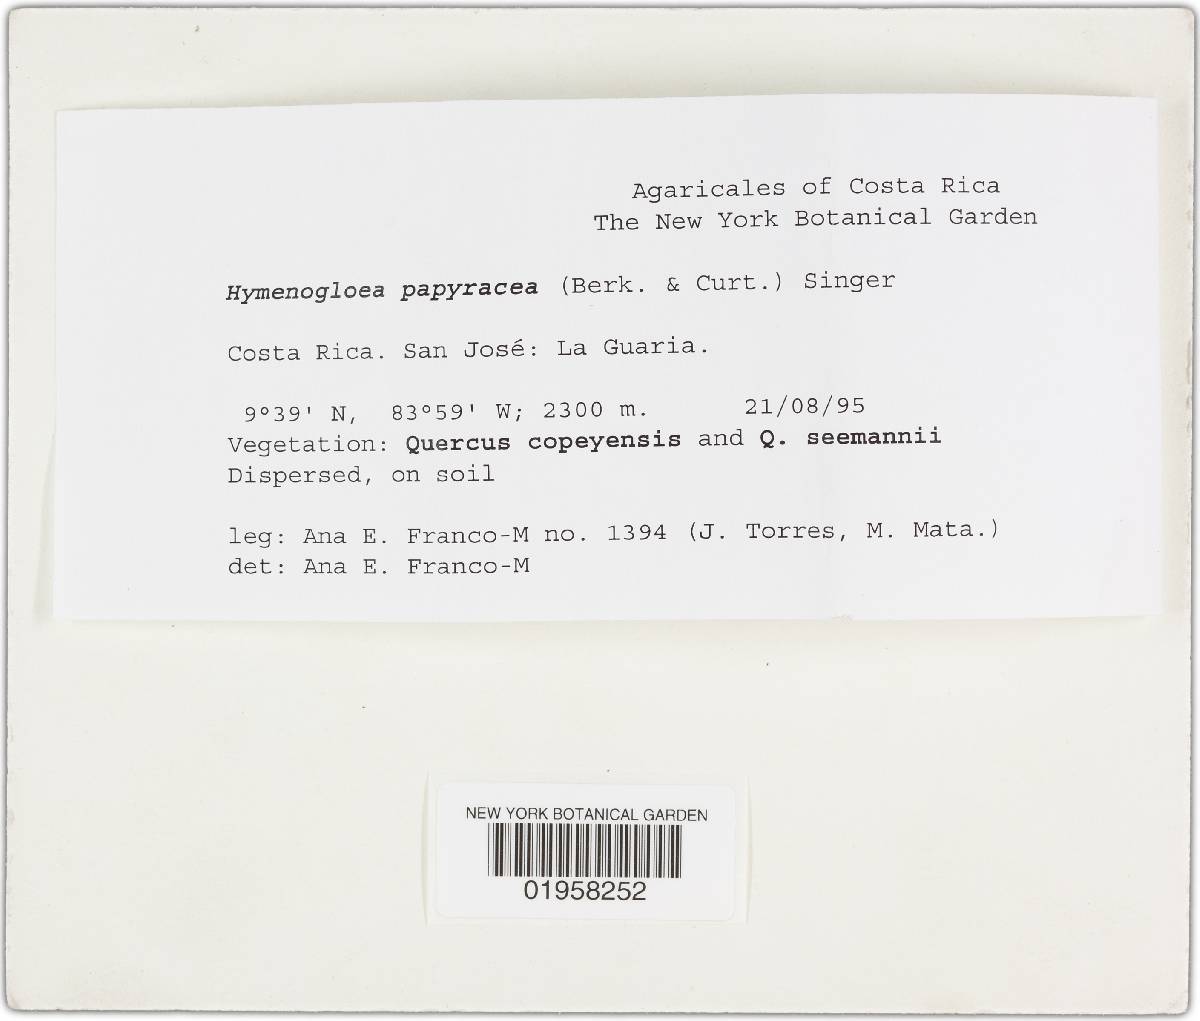 Agaricales of Costa Rica
The New York Botanical Garden
Hymenogloea papyracea (Berk. & Curt.) Singer
Costa Rica. San José: La Guaria.
9°39' N, 83°59' W; 2300 m. 21/08/95
Vegetation: Quercus copeyensis and Q. seemannii
Dispersed, on soil
leg: Ana E. Franco-M no. 1394 (J. Torres, M. Mata.)
det: Ana E. Franco-M
NEW YORK BOTANICAL GARDEN
01958252